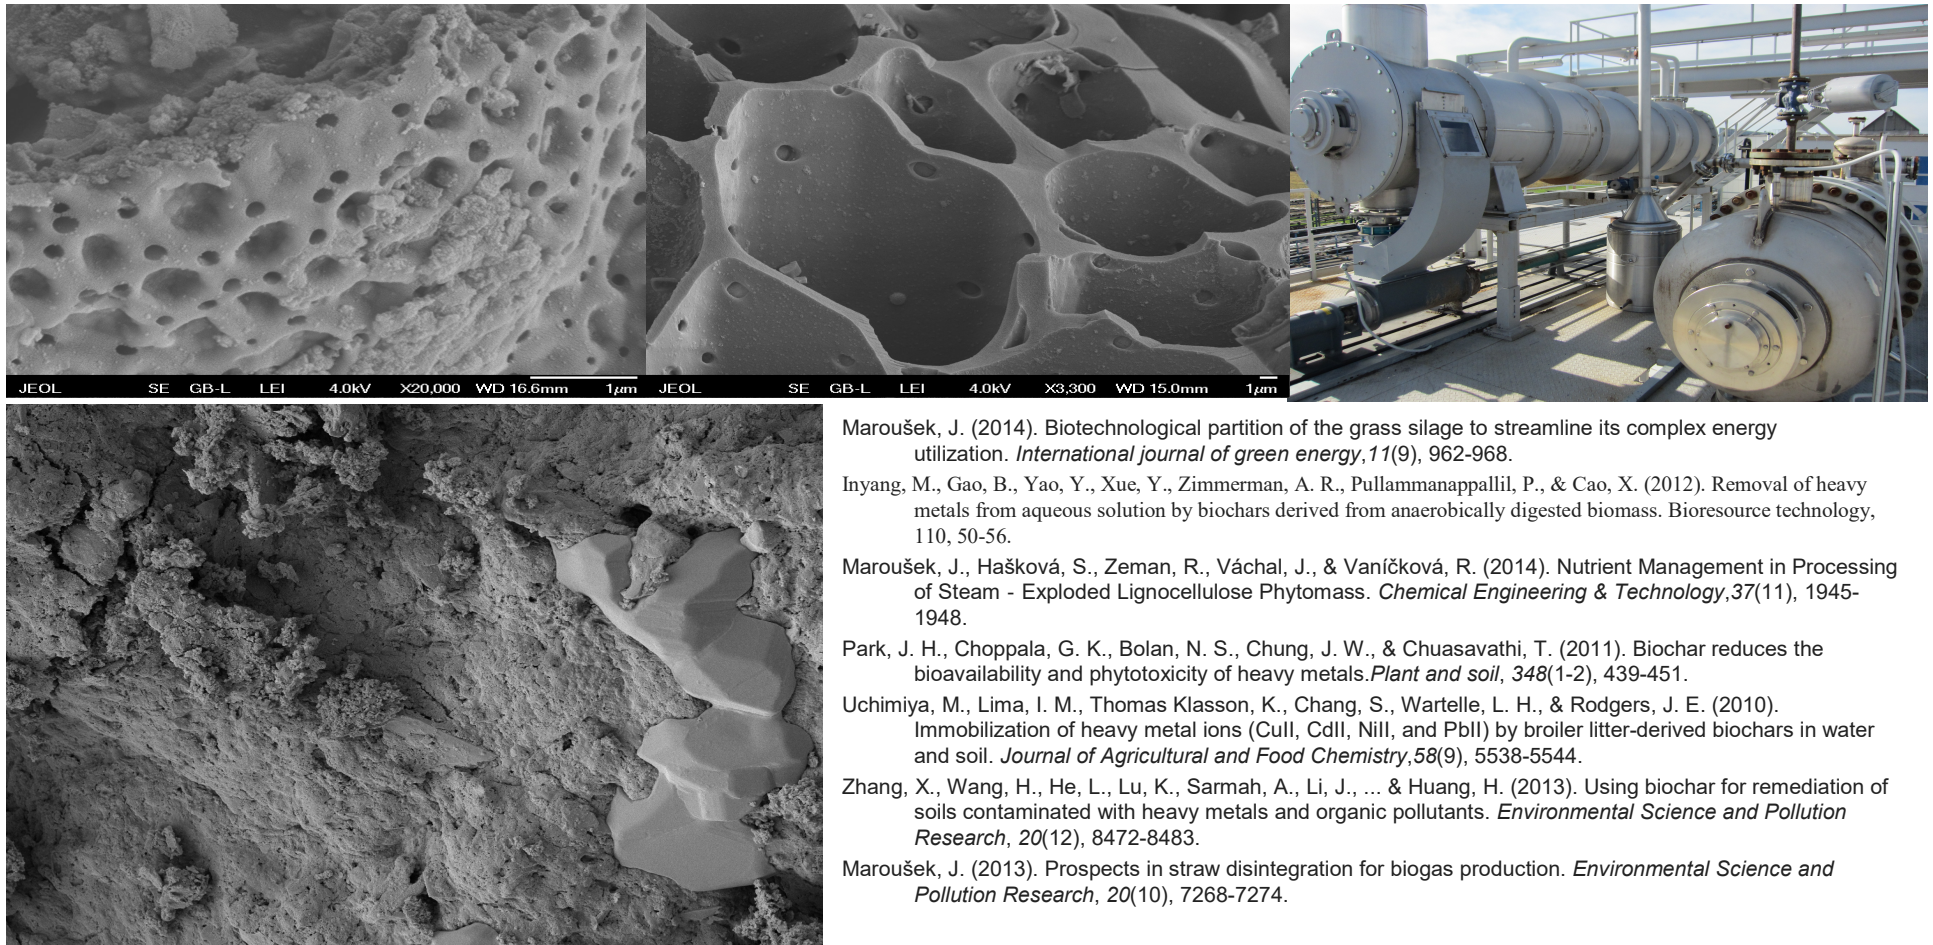 JEOL SE GB-L LEI 4.0kV X20,000 WD 16.6mm 1µm
JEOL SE GB-L LEI 4.0kV X3,300 WD 15.0mm 1µm
Maroušek, J. (2014). Biotechnological partition of the grass silage to streamline its complex energy
utilization. International journal of green energy,11(9), 962-968.
Inyang, M., Gao, B., Yao, Y., Xue, Y., Zimmerman, A. R., Pullammanappallil, P., & Cao, X. (2012). Removal of heavy
metals from aqueous solution by biochars derived from anaerobically digested biomass. Bioresource technology,
110, 50-56.
Maroušek, J., Hašková, S., Zeman, R., Váchal, J., & Vaníčková, R. (2014). Nutrient Management in Processing
of Steam - Exploded Lignocellulose Phytomass. Chemical Engineering & Technology,37(11), 1945-
1948.
Park, J. H., Choppala, G. K., Bolan, N. S., Chung, J. W., & Chuasavathi, T. (2011). Biochar reduces the
bioavailability and phytotoxicity of heavy metals.Plant and soil, 348(1-2), 439-451.
Uchimiya, M., Lima, I. M., Thomas Klasson, K., Chang, S., Wartelle, L. H., & Rodgers, J. E. (2010).
Immobilization of heavy metal ions (CuII, CdII, NiII, and PbII) by broiler litter-derived biochars in water
and soil. Journal of Agricultural and Food Chemistry,58(9), 5538-5544.
Zhang, X., Wang, H., He, L., Lu, K., Sarmah, A., Li, J., ... & Huang, H. (2013). Using biochar for remediation of
soils contaminated with heavy metals and organic pollutants. Environmental Science and Pollution
Research, 20(12), 8472-8483.
Maroušek, J. (2013). Prospects in straw disintegration for biogas production. Environmental Science and
Pollution Research, 20(10), 7268-7274.